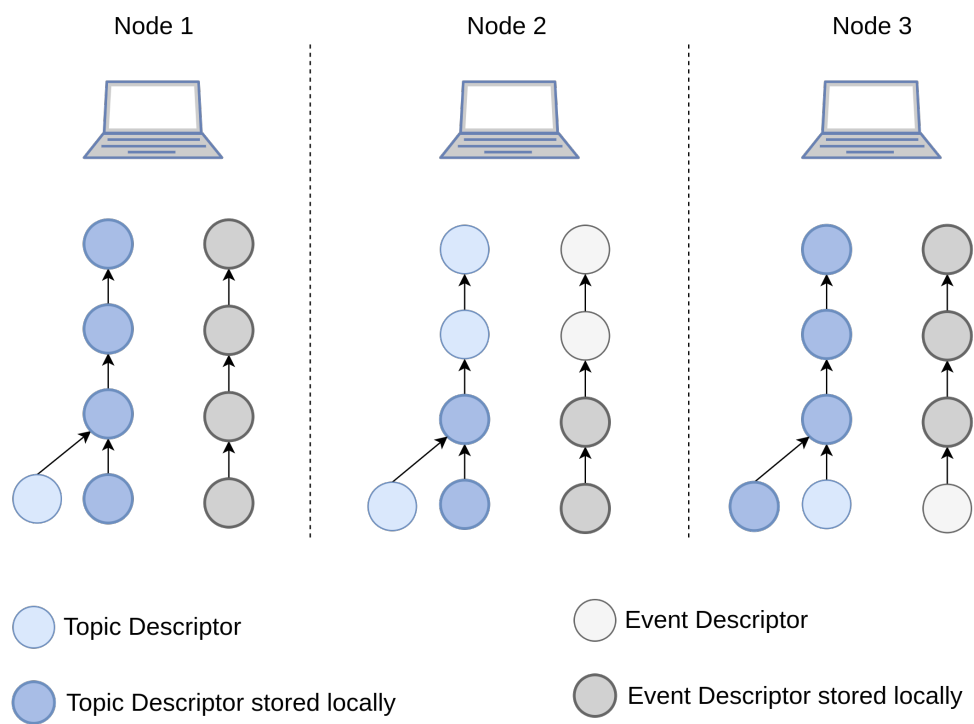 Node 1
Node 2
Node 3
Topic Descriptor
Event Descriptor
Topic Descriptor stored locally
Event Descriptor stored locally